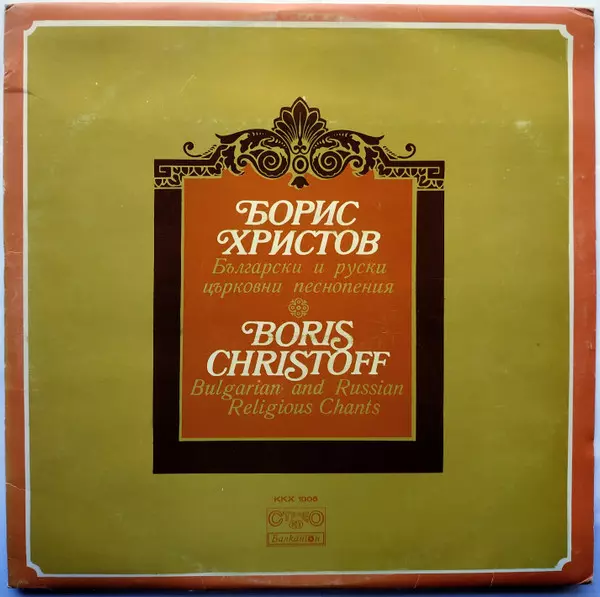 БОРИС
ХРИСТОВ
Български и руски
църковни песнопения
BORIS
CHRISTOFF
Bulgarian and Russian
Religious Chants
ККХ 1006
СТЕРЕО
Балкантон